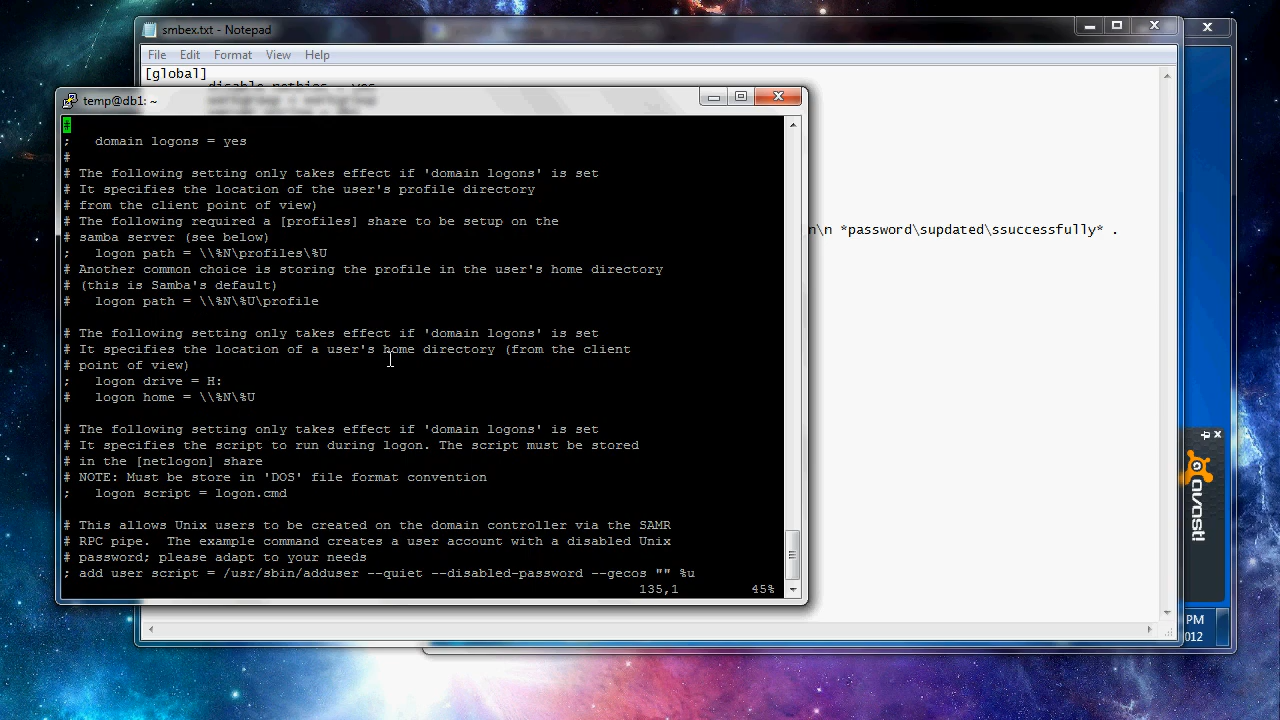 smbex.txt - Notepad
File Edit Format View Help
[global]
temp@db1: ~
#
; domain logons = yes
#
# The following setting only takes effect if 'domain logons' is set
# It specifies the location of the user's profile directory
# from the client point of view)
# The following required a [profiles] share to be setup on the
# samba server (see below)
; logon path = \\%N\profiles\%U
# Another common choice is storing the profile in the user's home directory
# (this is Samba's default)
# logon path = \\%N\%U\profile
# The following setting only takes effect if 'domain logons' is set
# It specifies the location of a user's home directory (from the client
# point of view)
; logon drive = H:
# logon home = \\%N\%U
# The following setting only takes effect if 'domain logons' is set
# It specifies the script to run during logon. The script must be stored
# in the [netlogon] share
# NOTE: Must be store in 'DOS' file format convention
; logon script = logon.cmd
# This allows Unix users to be created on the domain controller via the SAMR
# RPC pipe. The example command creates a user account with a disabled Unix
# password; please adapt to your needs
; add user script = /usr/sbin/adduser --quiet --disabled-password --gecos "" %u
135,1 45%
n\n *password\supdated\ssuccessfully* .
avast!
PM
012